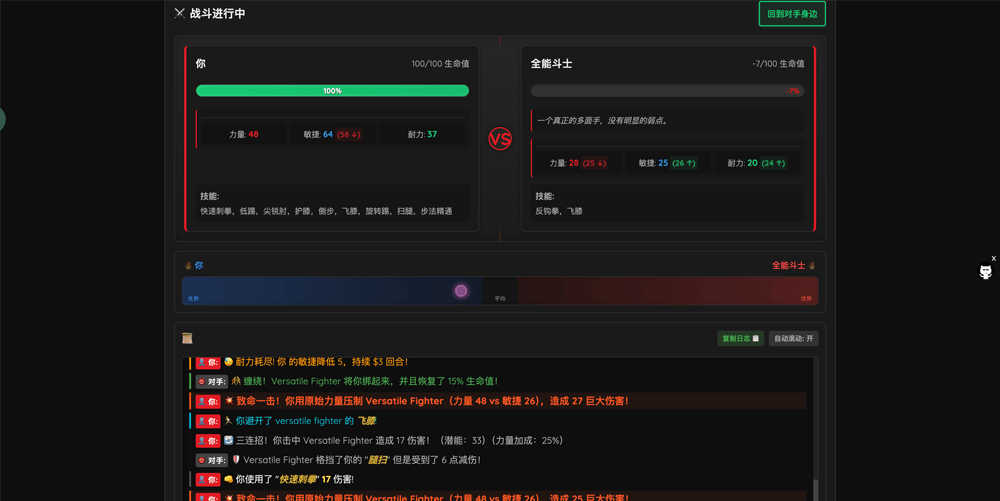 战斗进行中
回到对手身边
你
100/100 生命值
100%
力量: 48
敏捷: 64 (58 ↓)
耐力: 37
技能:
快速刺拳, 低踢, 尖锐肘, 护膝, 侧步, 飞膝, 旋转踢, 扫腿, 步法精通
VS
全能斗士
-7/100 生命值
-7%
一个真正的多面手，没有明显的弱点。
力量: 28 (25 ↓)
敏捷: 25 (26 ↑)
耐力: 20 (24 ↑)
技能:
反钩拳, 飞膝
你
全能斗士
优势
平均
优势
复制日志
自动滚动: 开
你: 耐力耗尽! 你 的敏捷降低 5，持续 $3 回合！
对手: 缠绕！Versatile Fighter 将你绑起来，并且恢复了 15% 生命值！
你: 致命一击！你用原始力量压制 Versatile Fighter（力量 48 vs 敏捷 26），造成 27 巨大伤害！
你: 你避开了 versatile fighter 的 飞膝!
你: 三连招！你击中 Versatile Fighter 造成 17 伤害！（潜能：33）（力量加成：25%）
对手: Versatile Fighter 格挡了你的 "腿扫" 但是受到了 6 点减伤！
你: 你使用了 "快速刺拳" 17 伤害!
你: 致命一击！你用原始力量压制 Versatile Fighter（力量 48 vs 敏捷 26），造成 25 巨大伤害！
x